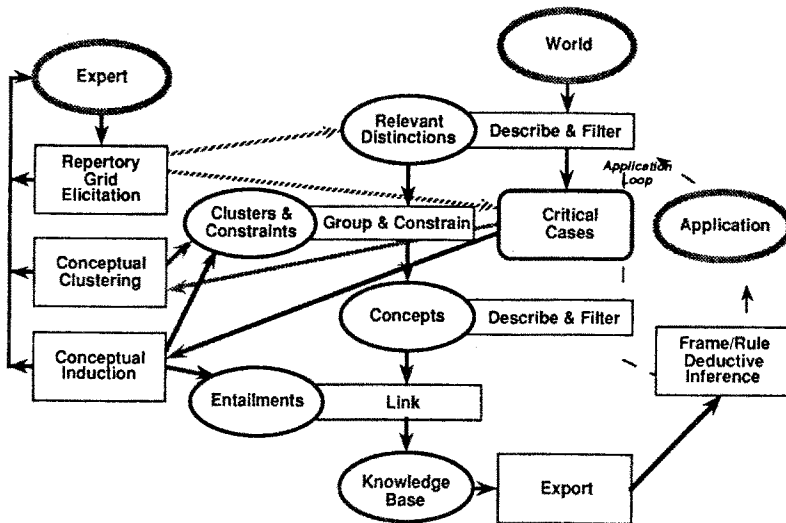 World
Expert
Relevant
Distinctions
Describe & Filter
Repertory
Grid
Elicitation
Application
Loop
Clusters &
Constraints
Group & Constrain
Critical
Cases
Application
Conceptual
Clustering
Concepts
Describe & Filter
Conceptual
Induction
Frame/Rule
Deductive
Inference
Entailments
Link
Knowledge
Base
Export